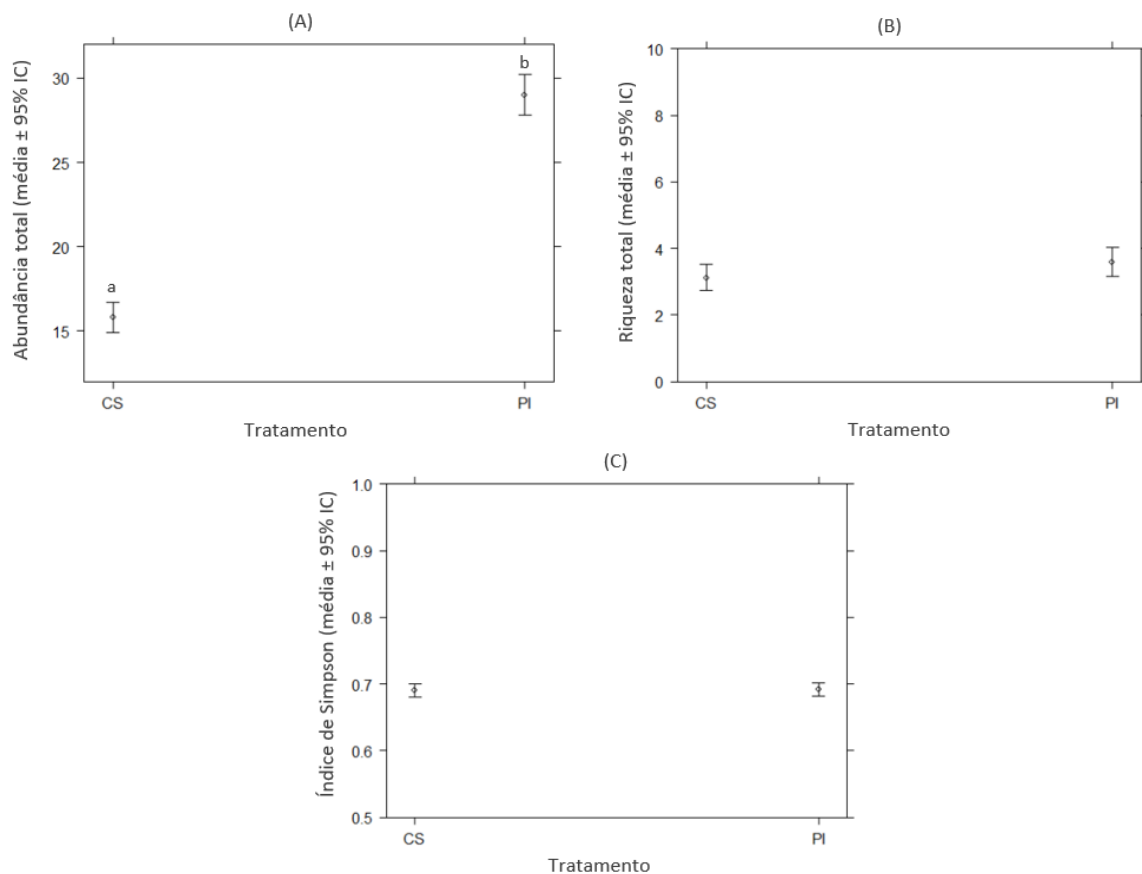 (A)
Abundância total (média ± 95% IC)
30
25
20
15
a
b
CS
PI
Tratamento
(B)
Riqueza total (média ± 95% IC)
10
8
6
4
2
0
CS
PI
Tratamento
(C)
Índice de Simpson (média ± 95% IC)
1.0
0.9
0.8
0.7
0.6
0.5
CS
PI
Tratamento